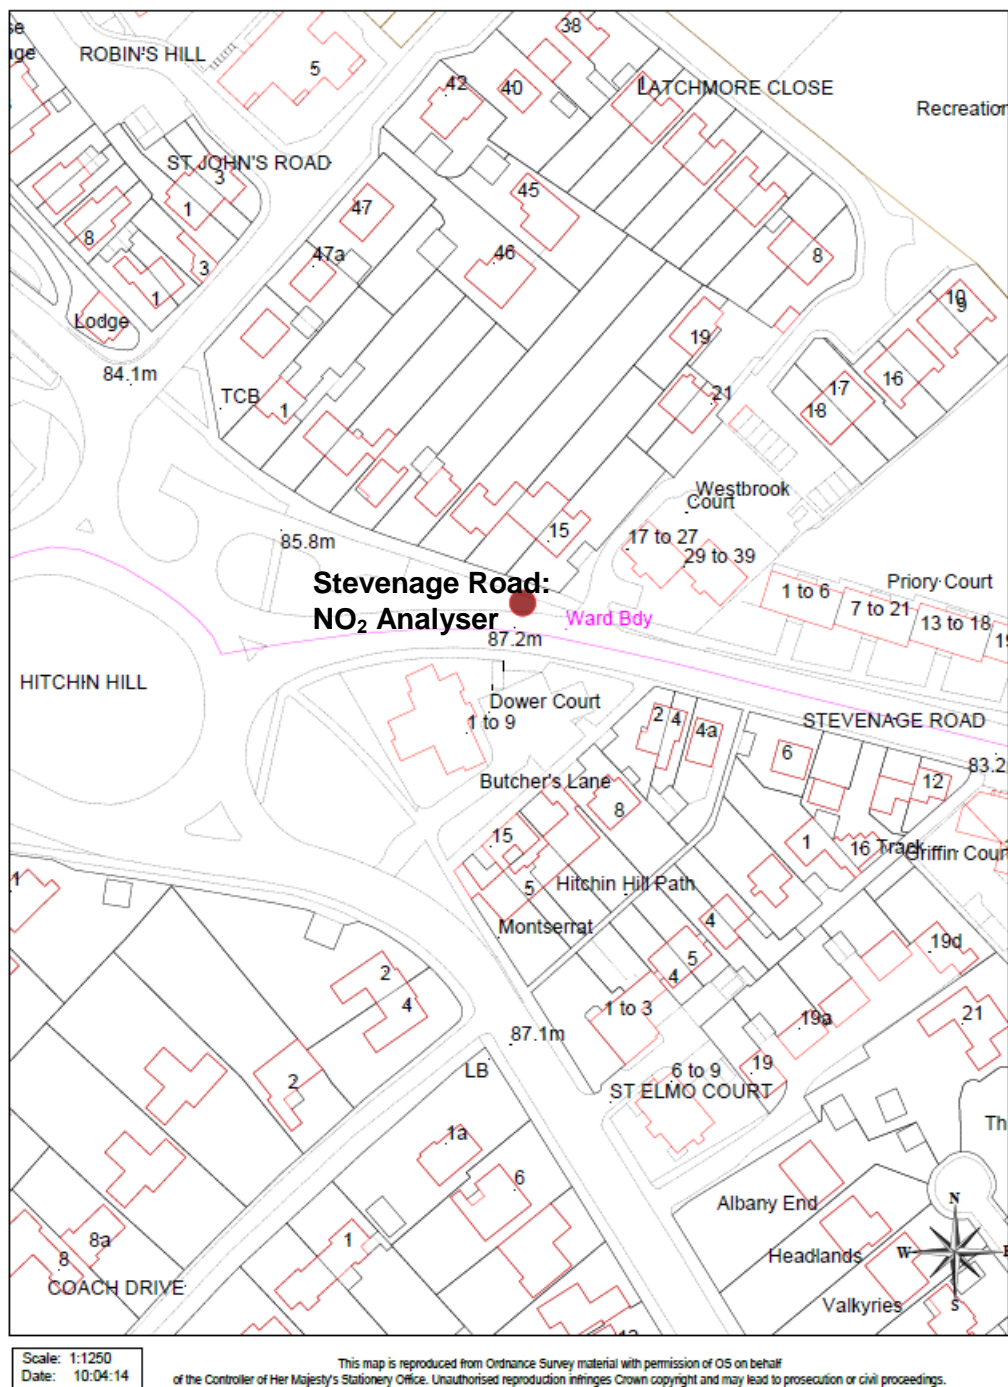 se
age
ROBIN'S HILL
5
38
42
40
1
LATCHMORE CLOSE
Recreation
ST JOHN'S ROAD
3
1
8
3
1
Lodge
84.1m
47
47a
45
46
8
10
9
19
21
16
17
18
TCB
1
Westbrook
Court
15
17 to 27
29 to 39
85.8m
Stevenage Road:
NO₂ Analyser
Ward Bdy
87.2m
1 to 6
Priory Court
7 to 21
13 to 18
19
HITCHIN HILL
Dower Court
1 to 9
2
4
4a
STEVENAGE ROAD
6
83.2
12
Butcher's Lane
8
15
1
16
Track
Griffin Cour
5
Hitchin Hill Path
Montserrat
4
5
4
19d
1
2
4
1 to 3
19a
21
87.1m
LB
6 to 9
19
ST ELMO COURT
2
1a
6
Th
Albany End
Headlands
Valkyries
N
W
E
S
8a
8
1
COACH DRIVE
Scale: 1:1250
Date: 10:04:14
This map is reproduced from Ordnance Survey material with permission of OS on behalf
of the Controller of Her Majesty's Stationery Office. Unauthorised reproduction infringes Crown copyright and may lead to prosecution or civil proceedings.